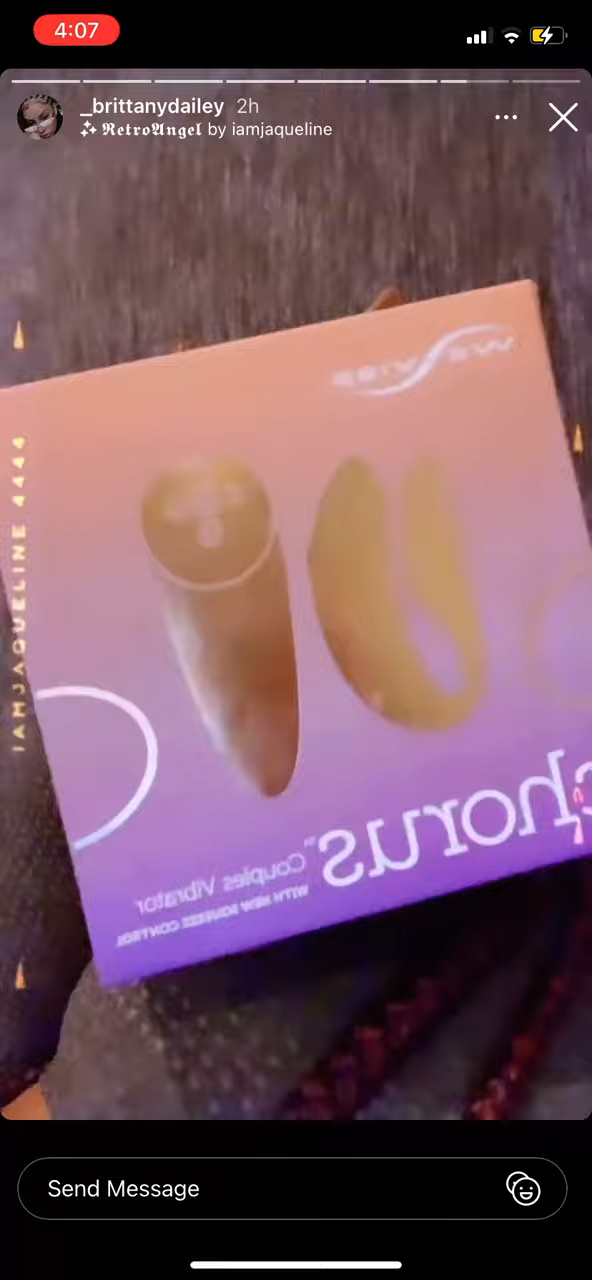 4:07
_brittanydailey 2h
✨ 𝕽𝖊𝖙𝖗𝖔𝕬𝖓𝖌𝖊𝖑 by iamjaqueline
we vibe
IAMJAQUELINE 4444
chorus™
Couples Vibrator
WITH NEW SQUEEZE CONTROL
Send Message